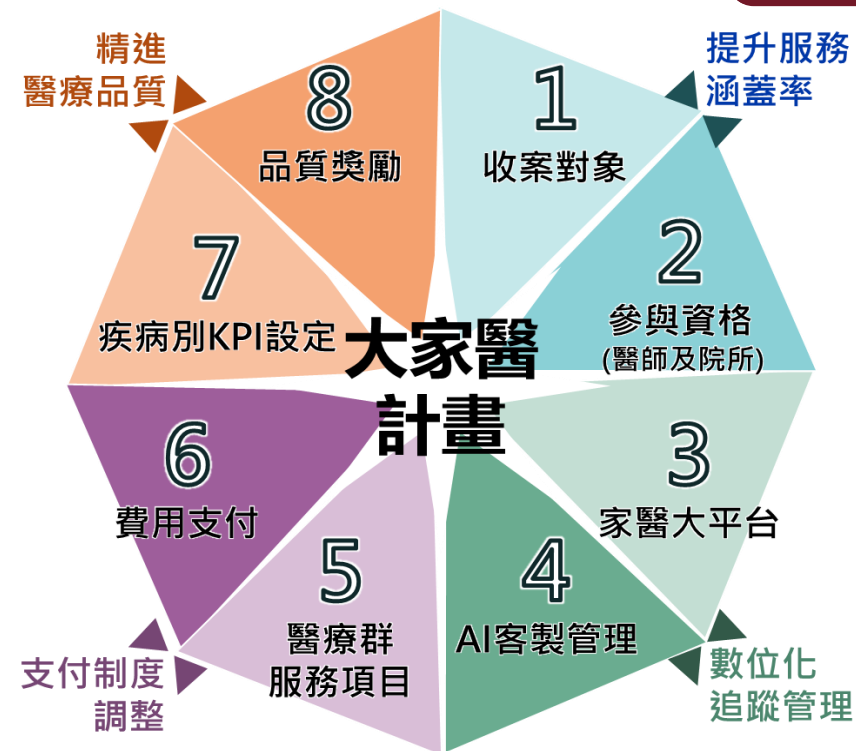 精進
醫療品質
提升服務
涵蓋率
8
品質獎勵
1
收案對象
7
疾病別KPI設定
2
參與資格
(醫師及院所)
大家醫
計畫
6
費用支付
3
家醫大平台
5
醫療群
服務項目
4
AI客製管理
支付制度
調整
數位化
追蹤管理